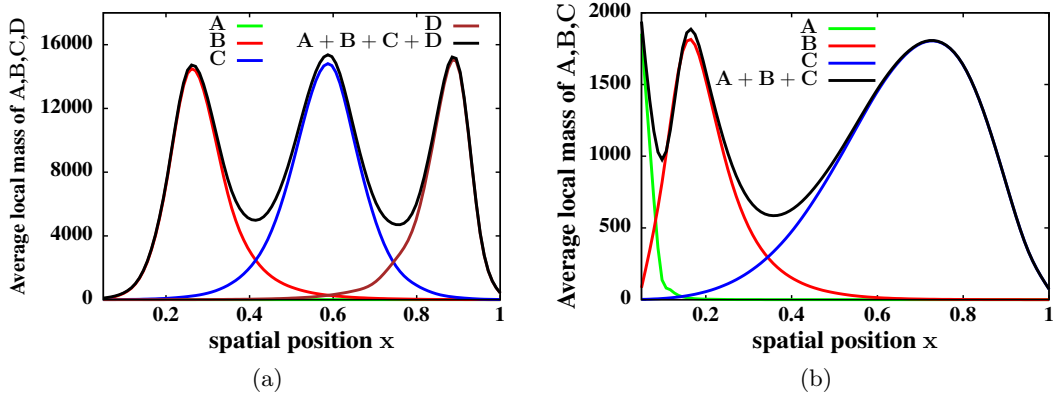 Average local mass of A,B,C,D
16000
12000
8000
4000
0
A
B
C
D
A + B + C + D
0.2
0.4
0.6
0.8
1
spatial position x
(a)
Average local mass of A,B,C
2000
1500
1000
500
0
A
B
C
A + B + C
0.2
0.4
0.6
0.8
1
spatial position x
(b)